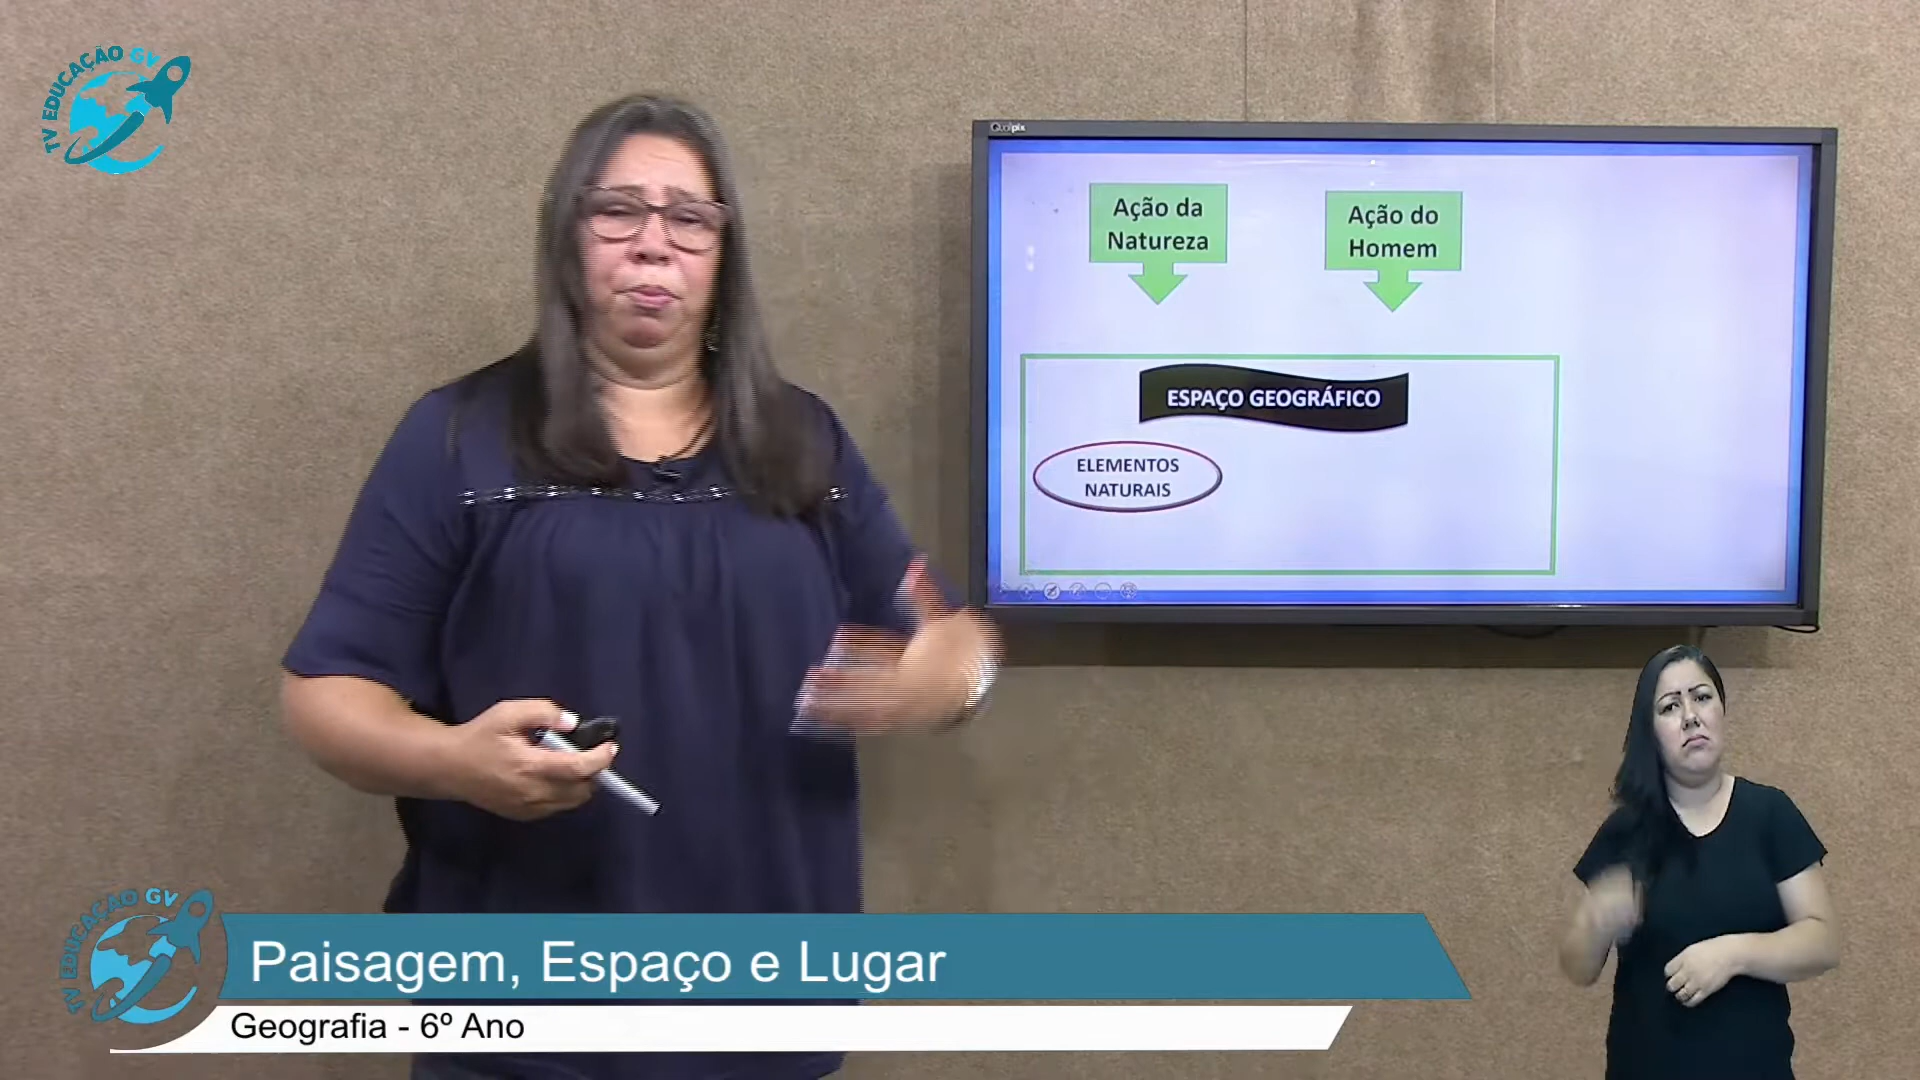 TV EDUCAÇÃO GV
Qualpix
Ação da
Natureza
Ação do
Homem
ESPAÇO GEOGRÁFICO
ELEMENTOS
NATURAIS
TV EDUCAÇÃO GV
Paisagem, Espaço e Lugar
Geografia - 6º Ano